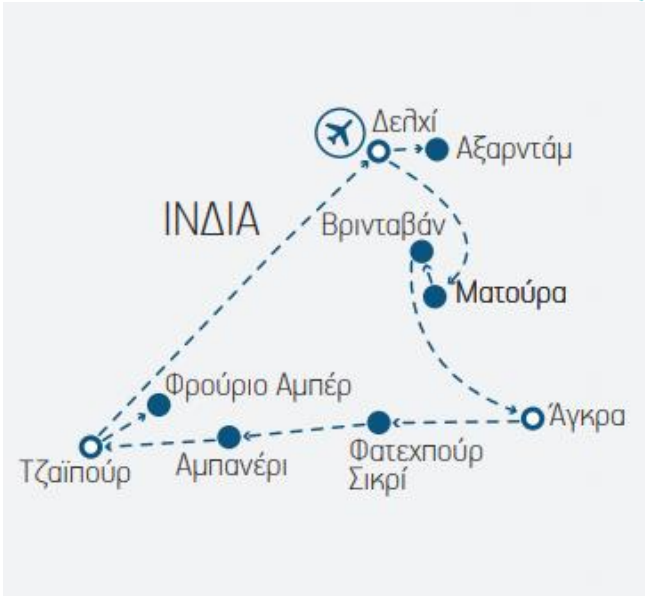 Δελχί
Αξαρντάμ
ΙΝΔΙΑ
Βρινταβάν
Ματούρα
Φρούριο Αμπέρ
Άγκρα
Τζαϊπούρ
Αμπανέρι
Φατεχπούρ
Σικρί